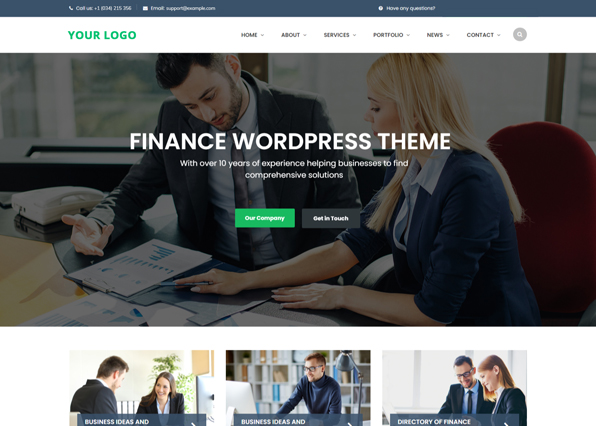 Call us: +1 (034) 215 356
Email: support@example.com
Have any questions?
YOUR LOGO
HOME
ABOUT
SERVICES
PORTFOLIO
NEWS
CONTACT
FINANCE WORDPRESS THEME
With over 10 years of experience helping businesses to find
comprehensive solutions
Our Company
Get in Touch
BUSINESS IDEAS AND
BUSINESS IDEAS AND
DIRECTORY OF FINANCE